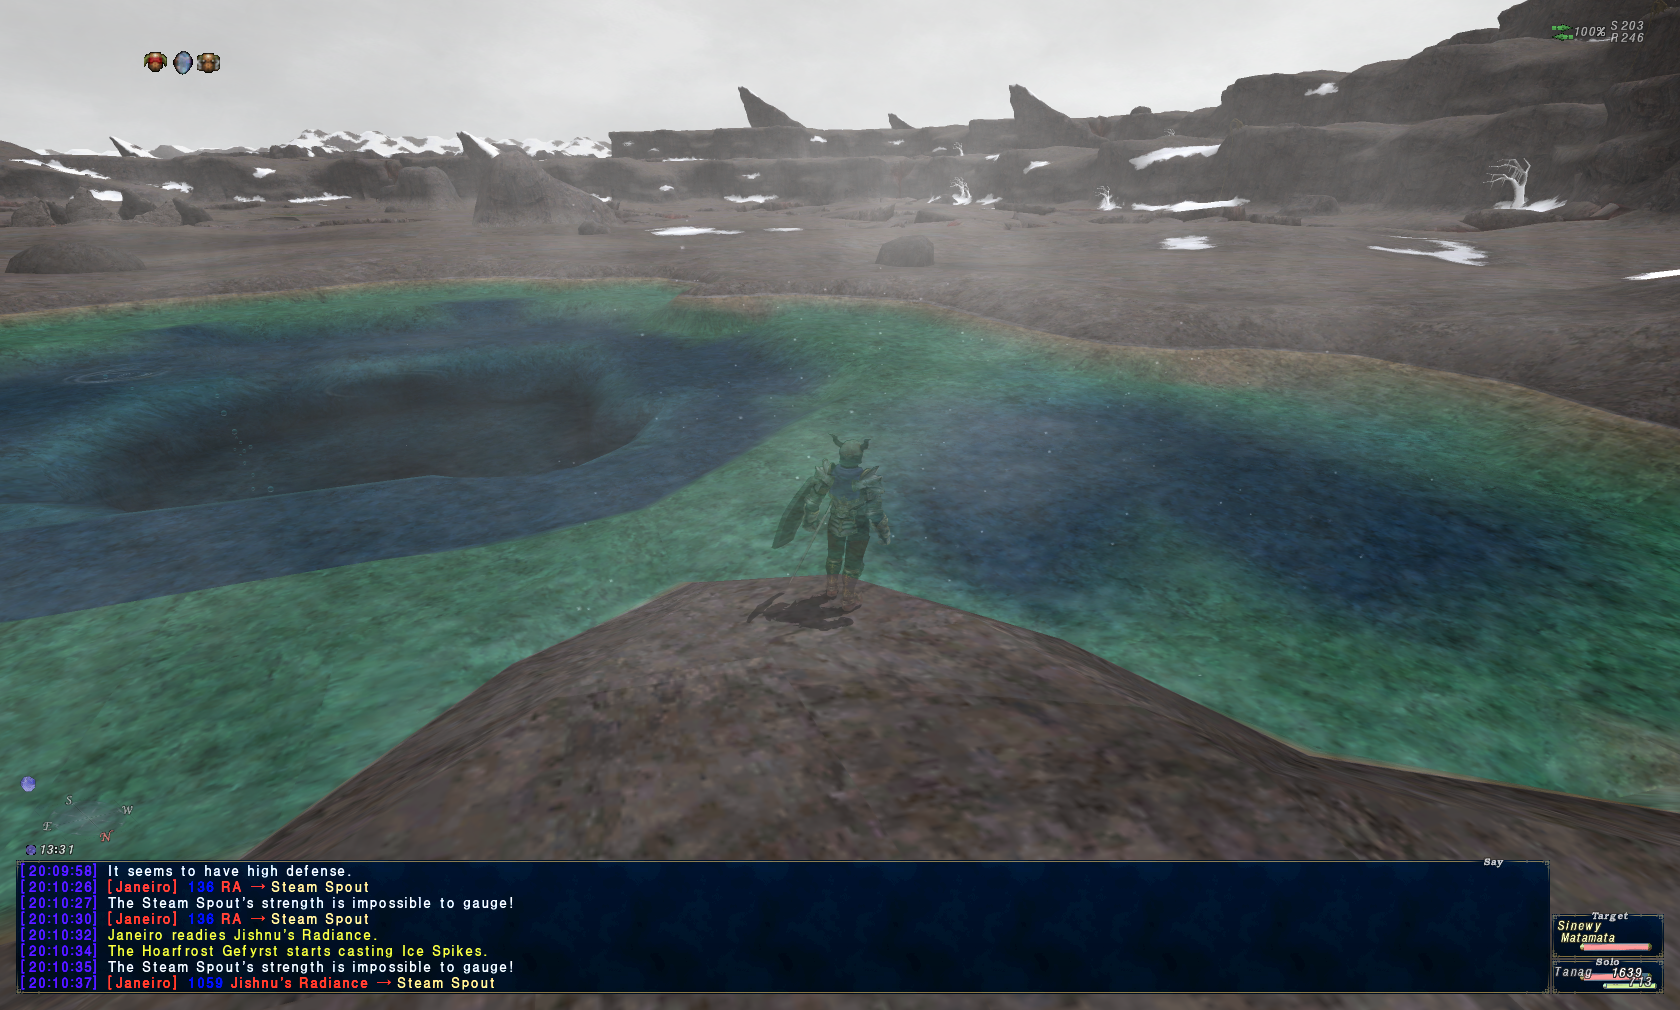 100% S 203
R 246
S
W
E
N
13:31
Say
[20:09:58] It seems to have high defense.
[20:10:26] [Janeiro] 136 RA → Steam Spout
[20:10:27] The Steam Spout's strength is impossible to gauge!
[20:10:30] [Janeiro] 136 RA → Steam Spout
[20:10:32] Janeiro readies Jishnu's Radiance.
[20:10:34] The Hoarfrost Gefyrst starts casting Ice Spikes.
[20:10:35] The Steam Spout's strength is impossible to gauge!
[20:10:37] [Janeiro] 1059 Jishnu's Radiance → Steam Spout
Target
Sinewy
Matamata
Solo
Tanag 1639
713